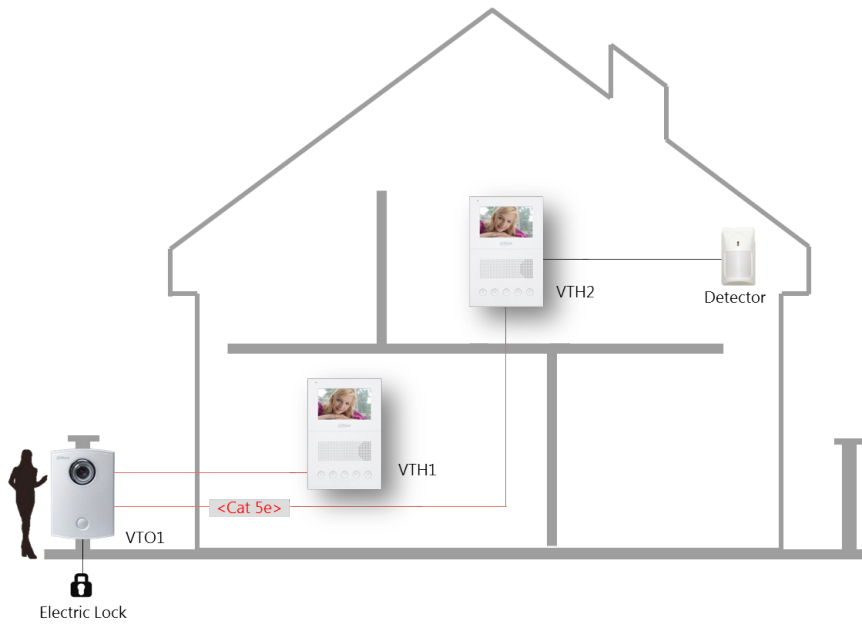 VTH2
Detector
VTH1
<Cat 5e>
VTO1
Electric Lock